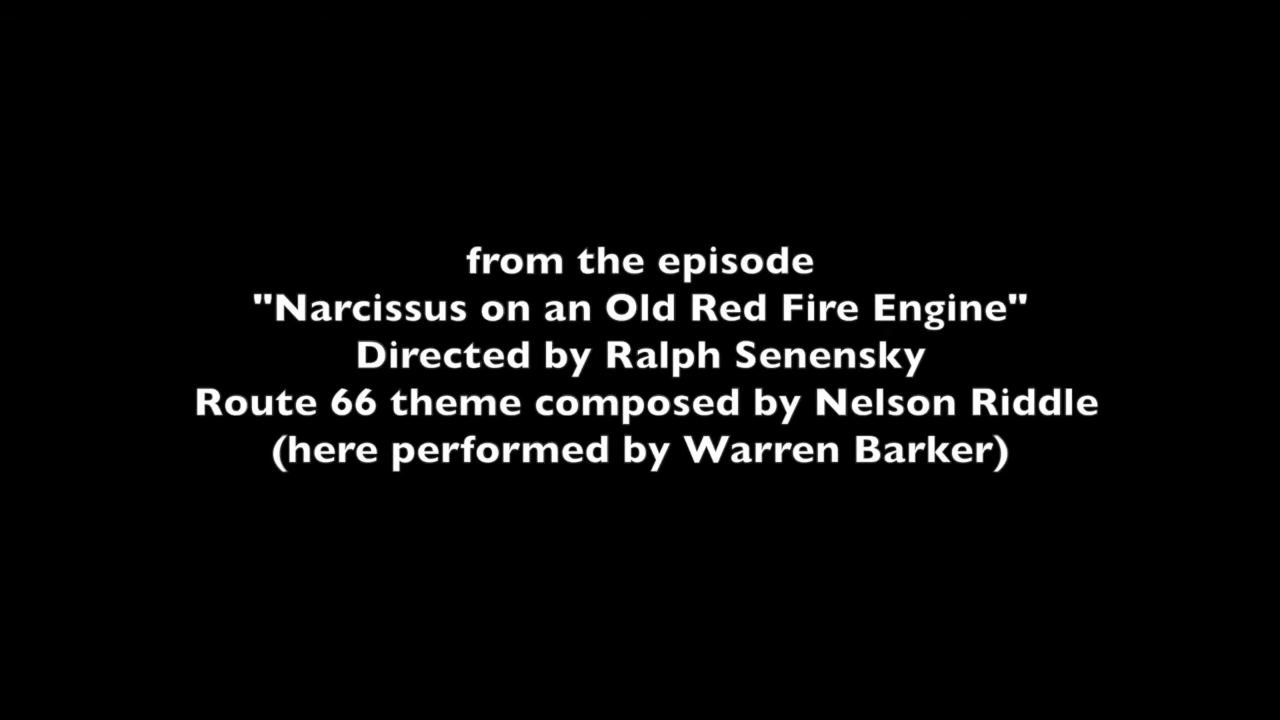 from the episode
"Narcissus on an Old Red Fire Engine"
Directed by Ralph Senensky
Route 66 theme composed by Nelson Riddle
(here performed by Warren Barker)